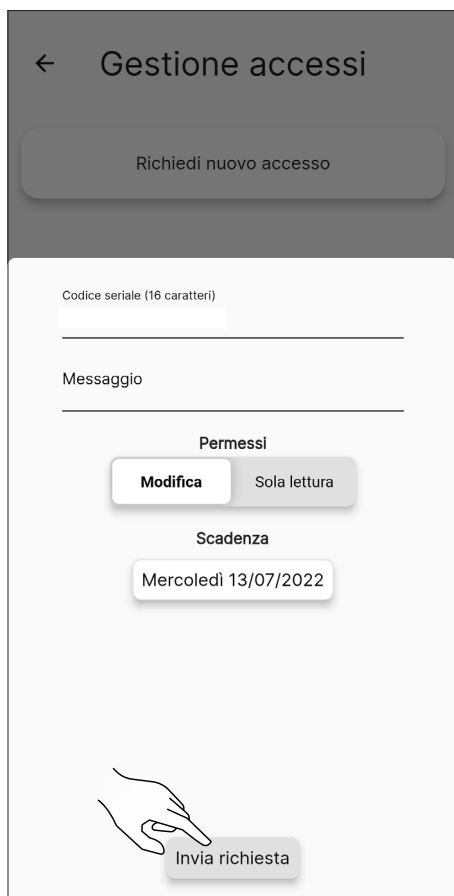 Gestione accessi
Richiedi nuovo accesso
Codice seriale (16 caratteri)
Messaggio
Permessi
Modifica Sola lettura
Scadenza
Mercoledì 13/07/2022
Invia richiesta